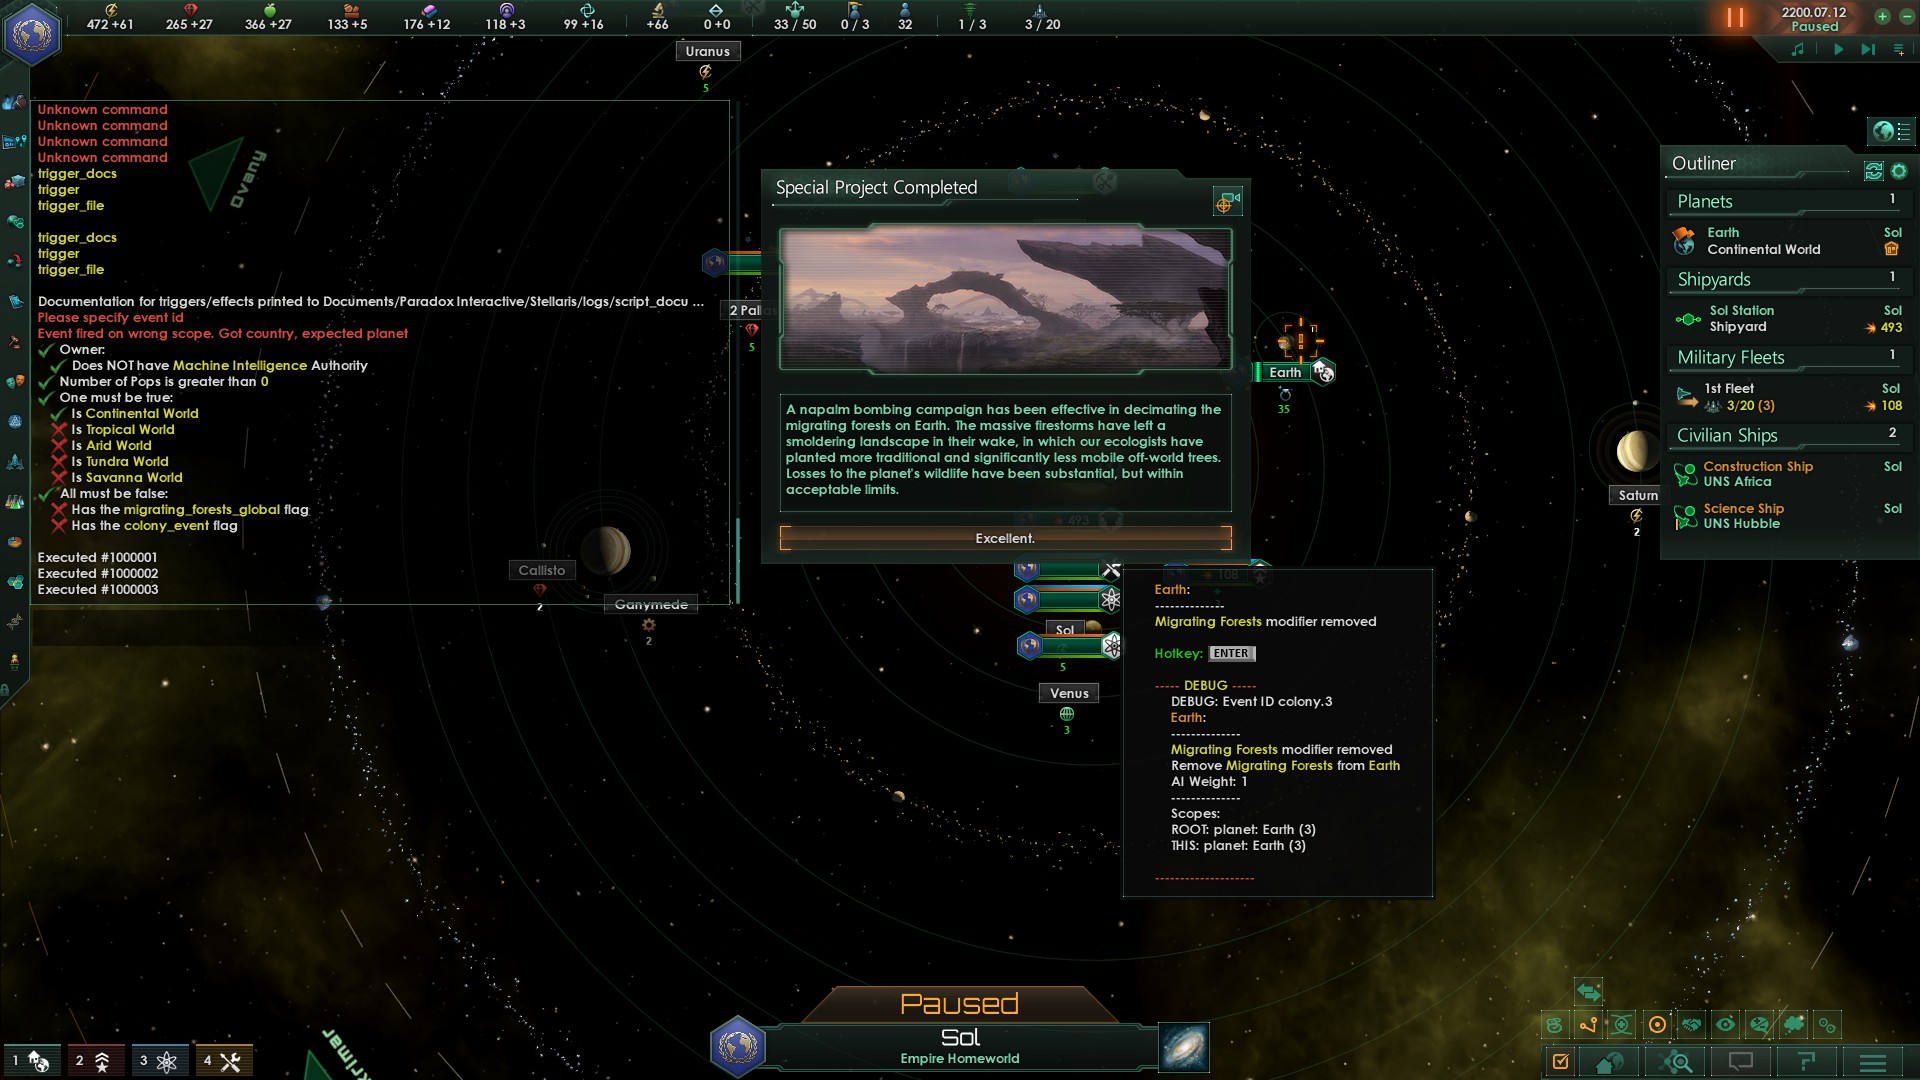 472 +61
265 +27
366 +27
133 +5
176 +12
118 +3
99 +16
+66
0 +0
33 / 50
0 / 3
32
1 / 3
3 / 20
2200.07.12
Paused
Uranus
5
Unknown command
Unknown command
Unknown command
Unknown command
trigger_docs
trigger
trigger_file
trigger_docs
trigger
trigger_file
Documentation for triggers/effects printed to Documents/Paradox Interactive/Stellaris/logs/script_docu ...
Please specify event id
Event fired on wrong scope. Got country, expected planet
Owner:
Does NOT have Machine Intelligence Authority
Number of Pops is greater than 0
One must be true:
Is Continental World
Is Tropical World
Is Arid World
Is Tundra World
Is Savanna World
All must be false:
Has the migrating_forests_global flag
Has the colony_event flag
Executed #1000001
Executed #1000002
Executed #1000003
Ovany
2 Pallas
5
Callisto
2
Ganymede
2
Special Project Completed
A napalm bombing campaign has been effective in decimating the
migrating forests on Earth. The massive firestorms have left a
smoldering landscape in their wake, in which our ecologists have
planted more traditional and significantly less mobile off-world trees.
Losses to the planet's wildlife have been substantial, but within
acceptable limits.
493
Excellent.
108
Earth
35
Sol
5
Venus
3
Earth:
--------------
Migrating Forests modifier removed
Hotkey: ENTER
----- DEBUG -----
DEBUG: Event ID colony.3
Earth:
--------------
Migrating Forests modifier removed
Remove Migrating Forests from Earth
AI Weight: 1
--------------
Scopes:
ROOT: planet: Earth (3)
THIS: planet: Earth (3)
--------------------
Saturn
2
Outliner
Planets 1
Earth Sol
Continental World
Shipyards 1
Sol Station Sol
Shipyard 493
Military Fleets 1
1st Fleet Sol
3/20 (3) 108
Civilian Ships 2
Construction Ship Sol
UNS Africa
Science Ship Sol
UNS Hubble
Paused
Sol
Empire Homeworld
1
2
3
4